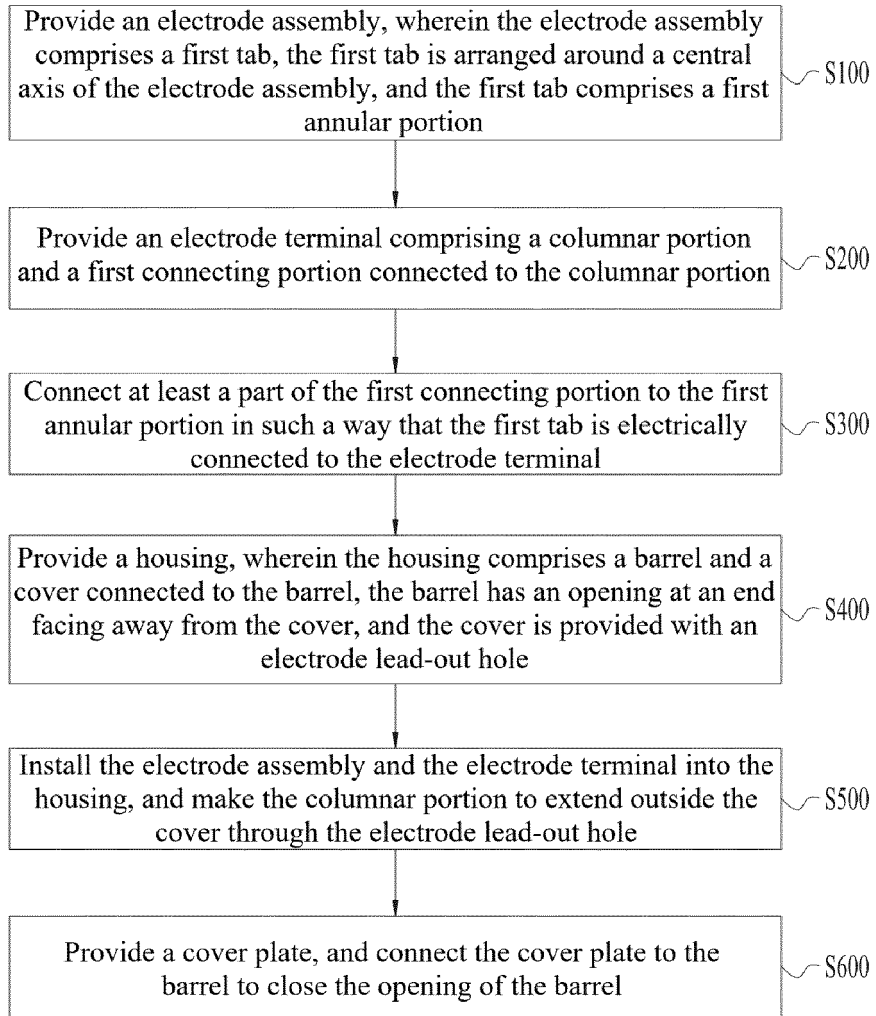 Provide an electrode assembly, wherein the electrode assembly
comprises a first tab, the first tab is arranged around a central
axis of the electrode assembly, and the first tab comprises a first
annular portion
S100
Provide an electrode terminal comprising a columnar portion
and a first connecting portion connected to the columnar portion
S200
Connect at least a part of the first connecting portion to the first
annular portion in such a way that the first tab is electrically
connected to the electrode terminal
S300
Provide a housing, wherein the housing comprises a barrel and a
cover connected to the barrel, the barrel has an opening at an end
facing away from the cover, and the cover is provided with an
electrode lead-out hole
S400
Install the electrode assembly and the electrode terminal into the
housing, and make the columnar portion to extend outside the
cover through the electrode lead-out hole
S500
Provide a cover plate, and connect the cover plate to the
barrel to close the opening of the barrel
S600